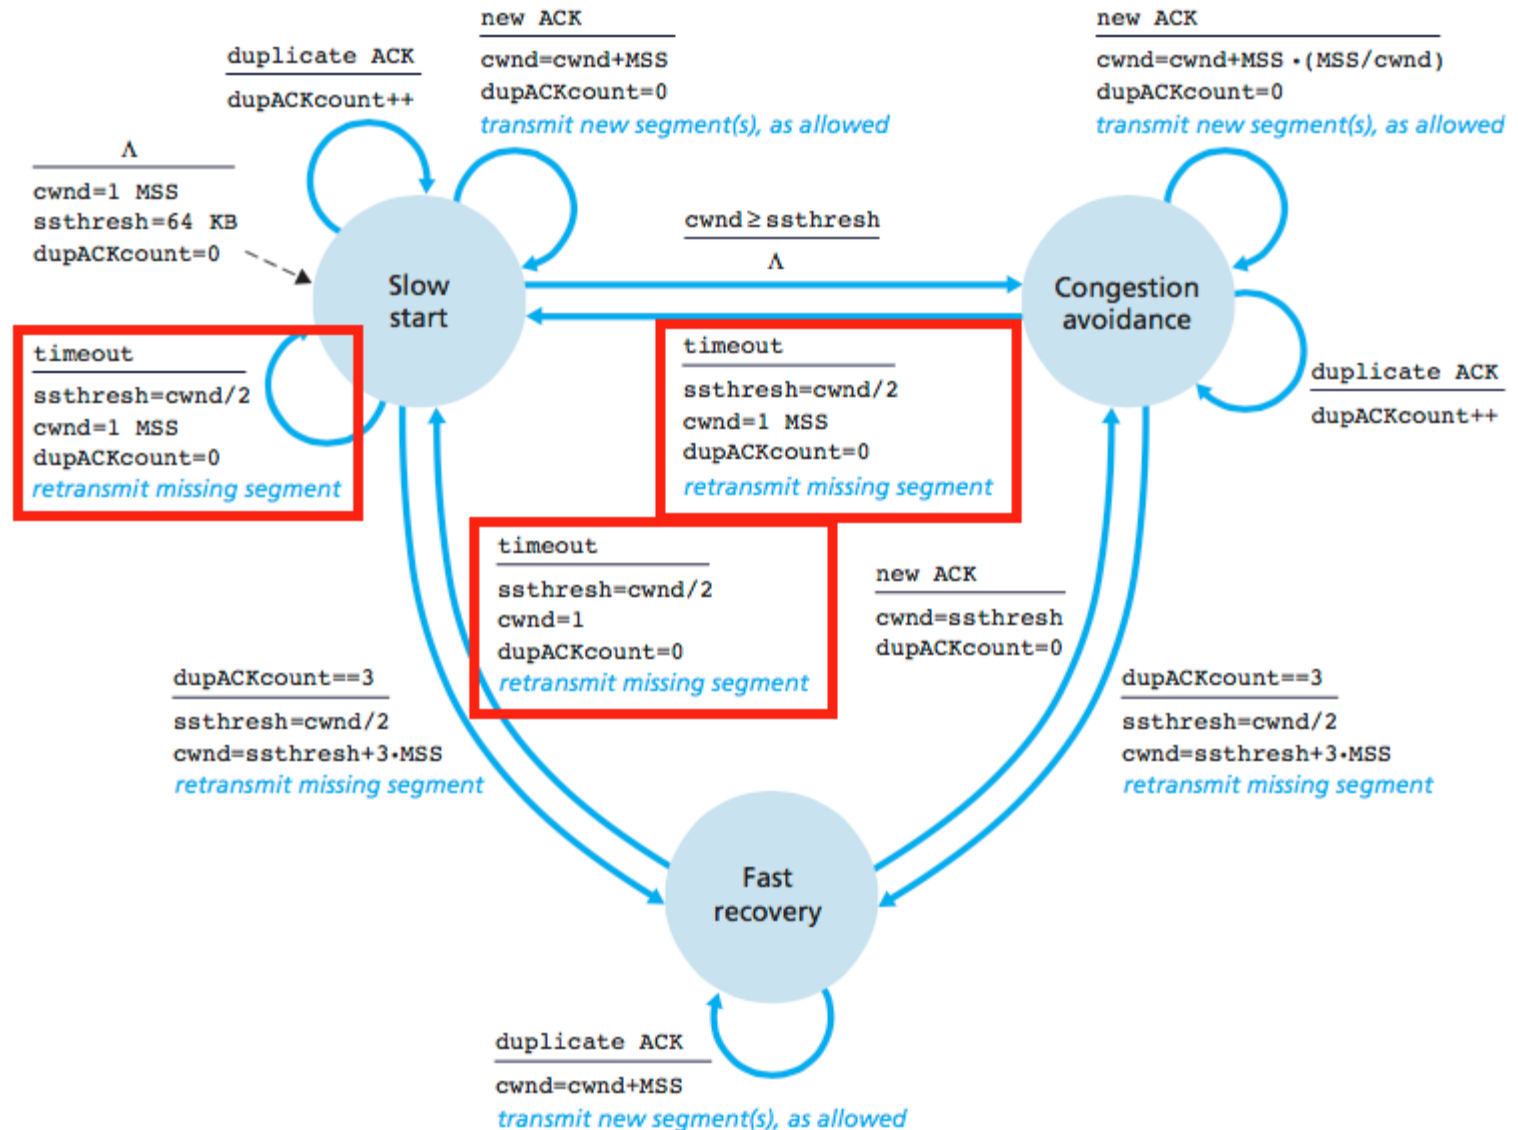 new ACK
cwnd=cwnd+MSS
dupACKcount=0
transmit new segment(s), as allowed
new ACK
cwnd=cwnd+MSS •(MSS/cwnd)
dupACKcount=0
transmit new segment(s), as allowed
duplicate ACK
dupACKcount++
Λ
cwnd=1 MSS
ssthresh=64 KB
dupACKcount=0
cwnd≥ssthresh
Λ
Slow
start
Congestion
avoidance
timeout
ssthresh=cwnd/2
cwnd=1 MSS
dupACKcount=0
retransmit missing segment
timeout
ssthresh=cwnd/2
cwnd=1 MSS
dupACKcount=0
retransmit missing segment
duplicate ACK
dupACKcount++
timeout
ssthresh=cwnd/2
cwnd=1
dupACKcount=0
retransmit missing segment
new ACK
cwnd=ssthresh
dupACKcount=0
dupACKcount==3
ssthresh=cwnd/2
cwnd=ssthresh+3•MSS
retransmit missing segment
dupACKcount==3
ssthresh=cwnd/2
cwnd=ssthresh+3•MSS
retransmit missing segment
Fast
recovery
duplicate ACK
cwnd=cwnd+MSS
transmit new segment(s), as allowed